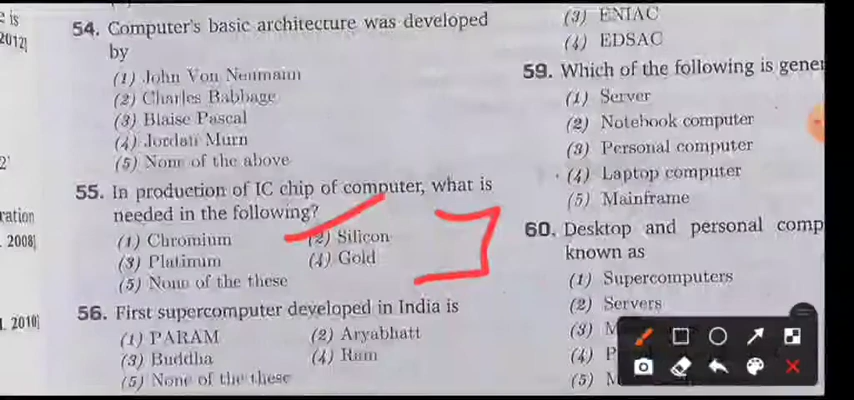 e is
2012]
2'
ration
. 2008]
l. 2010]
54. Computer's basic architecture was developed
by
(1) John Von Neumann
(2) Charles Babbage
(3) Blaise Pascal
(4) Jordan Murn
(5) None of the above
55. In production of IC chip of computer, what is
needed in the following?
(1) Chromium (2) Silicon
(3) Platinum (4) Gold
(5) None of the these
56. First supercomputer developed in India is
(1) PARAM (2) Aryabhatt
(3) Buddha (4) Ram
(5) None of the these
(3) ENIAC
(4) EDSAC
59. Which of the following is gener
(1) Server
(2) Notebook computer
(3) Personal computer
(4) Laptop computer
(5) Mainframe
60. Desktop and personal comp
known as
(1) Supercomputers
(2) Servers
(3) M
(4) P
(5) M